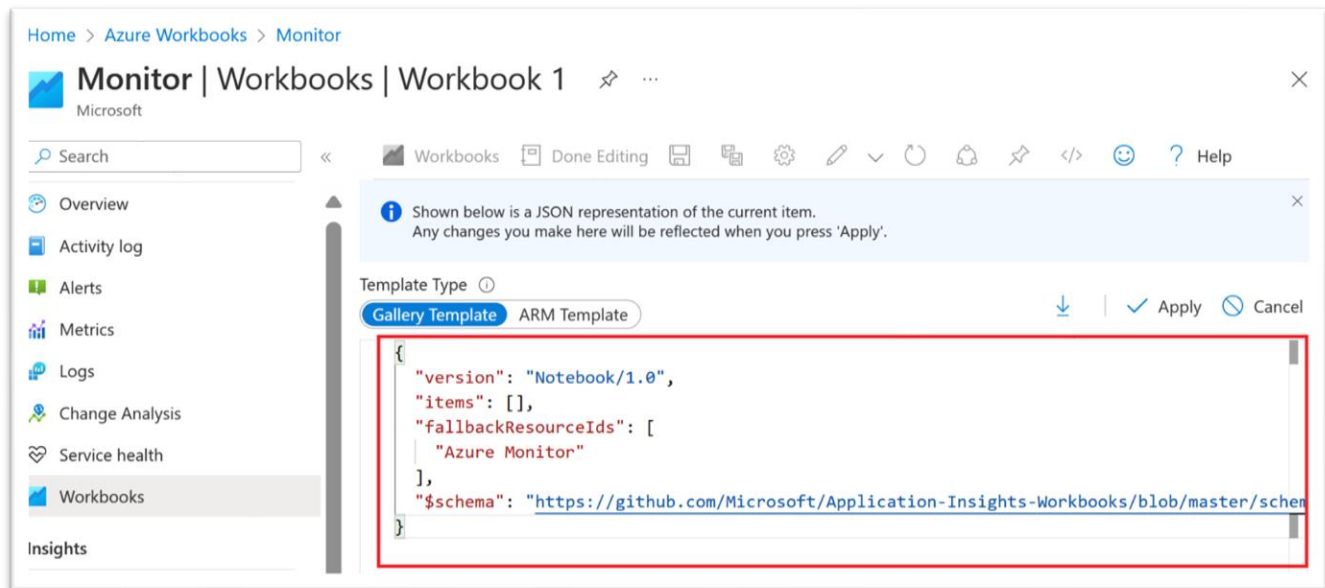 Home > Azure Workbooks > Monitor
Monitor | Workbooks | Workbook 1 ...
Microsoft
Search «
Workbooks Done Editing </> ? Help
Overview
Activity log
Alerts
Metrics
Logs
Change Analysis
Service health
Workbooks
Insights
Shown below is a JSON representation of the current item.
Any changes you make here will be reflected when you press 'Apply'.
Template Type
Gallery Template ARM Template
Apply Cancel
{
"version": "Notebook/1.0",
"items": [],
"fallbackResourceIds": [
"Azure Monitor"
],
"$schema": "https://github.com/Microsoft/Application-Insights-Workbooks/blob/master/schem
}